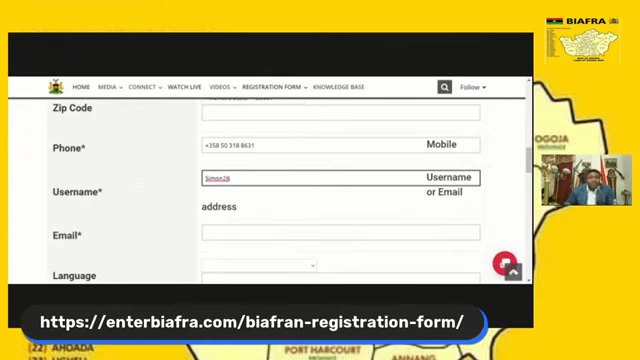 BIAFRA
HOME MEDIA CONNECT WATCH LIVE VIDEOS REGISTRATION FORM KNOWLEDGE BASE Follow
Zip Code
Phone*
+358 50 318 8631
Mobile
Username*
Simon26
Username
or Email
address
Email*
Language
OGOJA
https://enterbiafra.com/biafran-registration-form/
(22) AHOADA
PORT HARCOURT
ANNANG